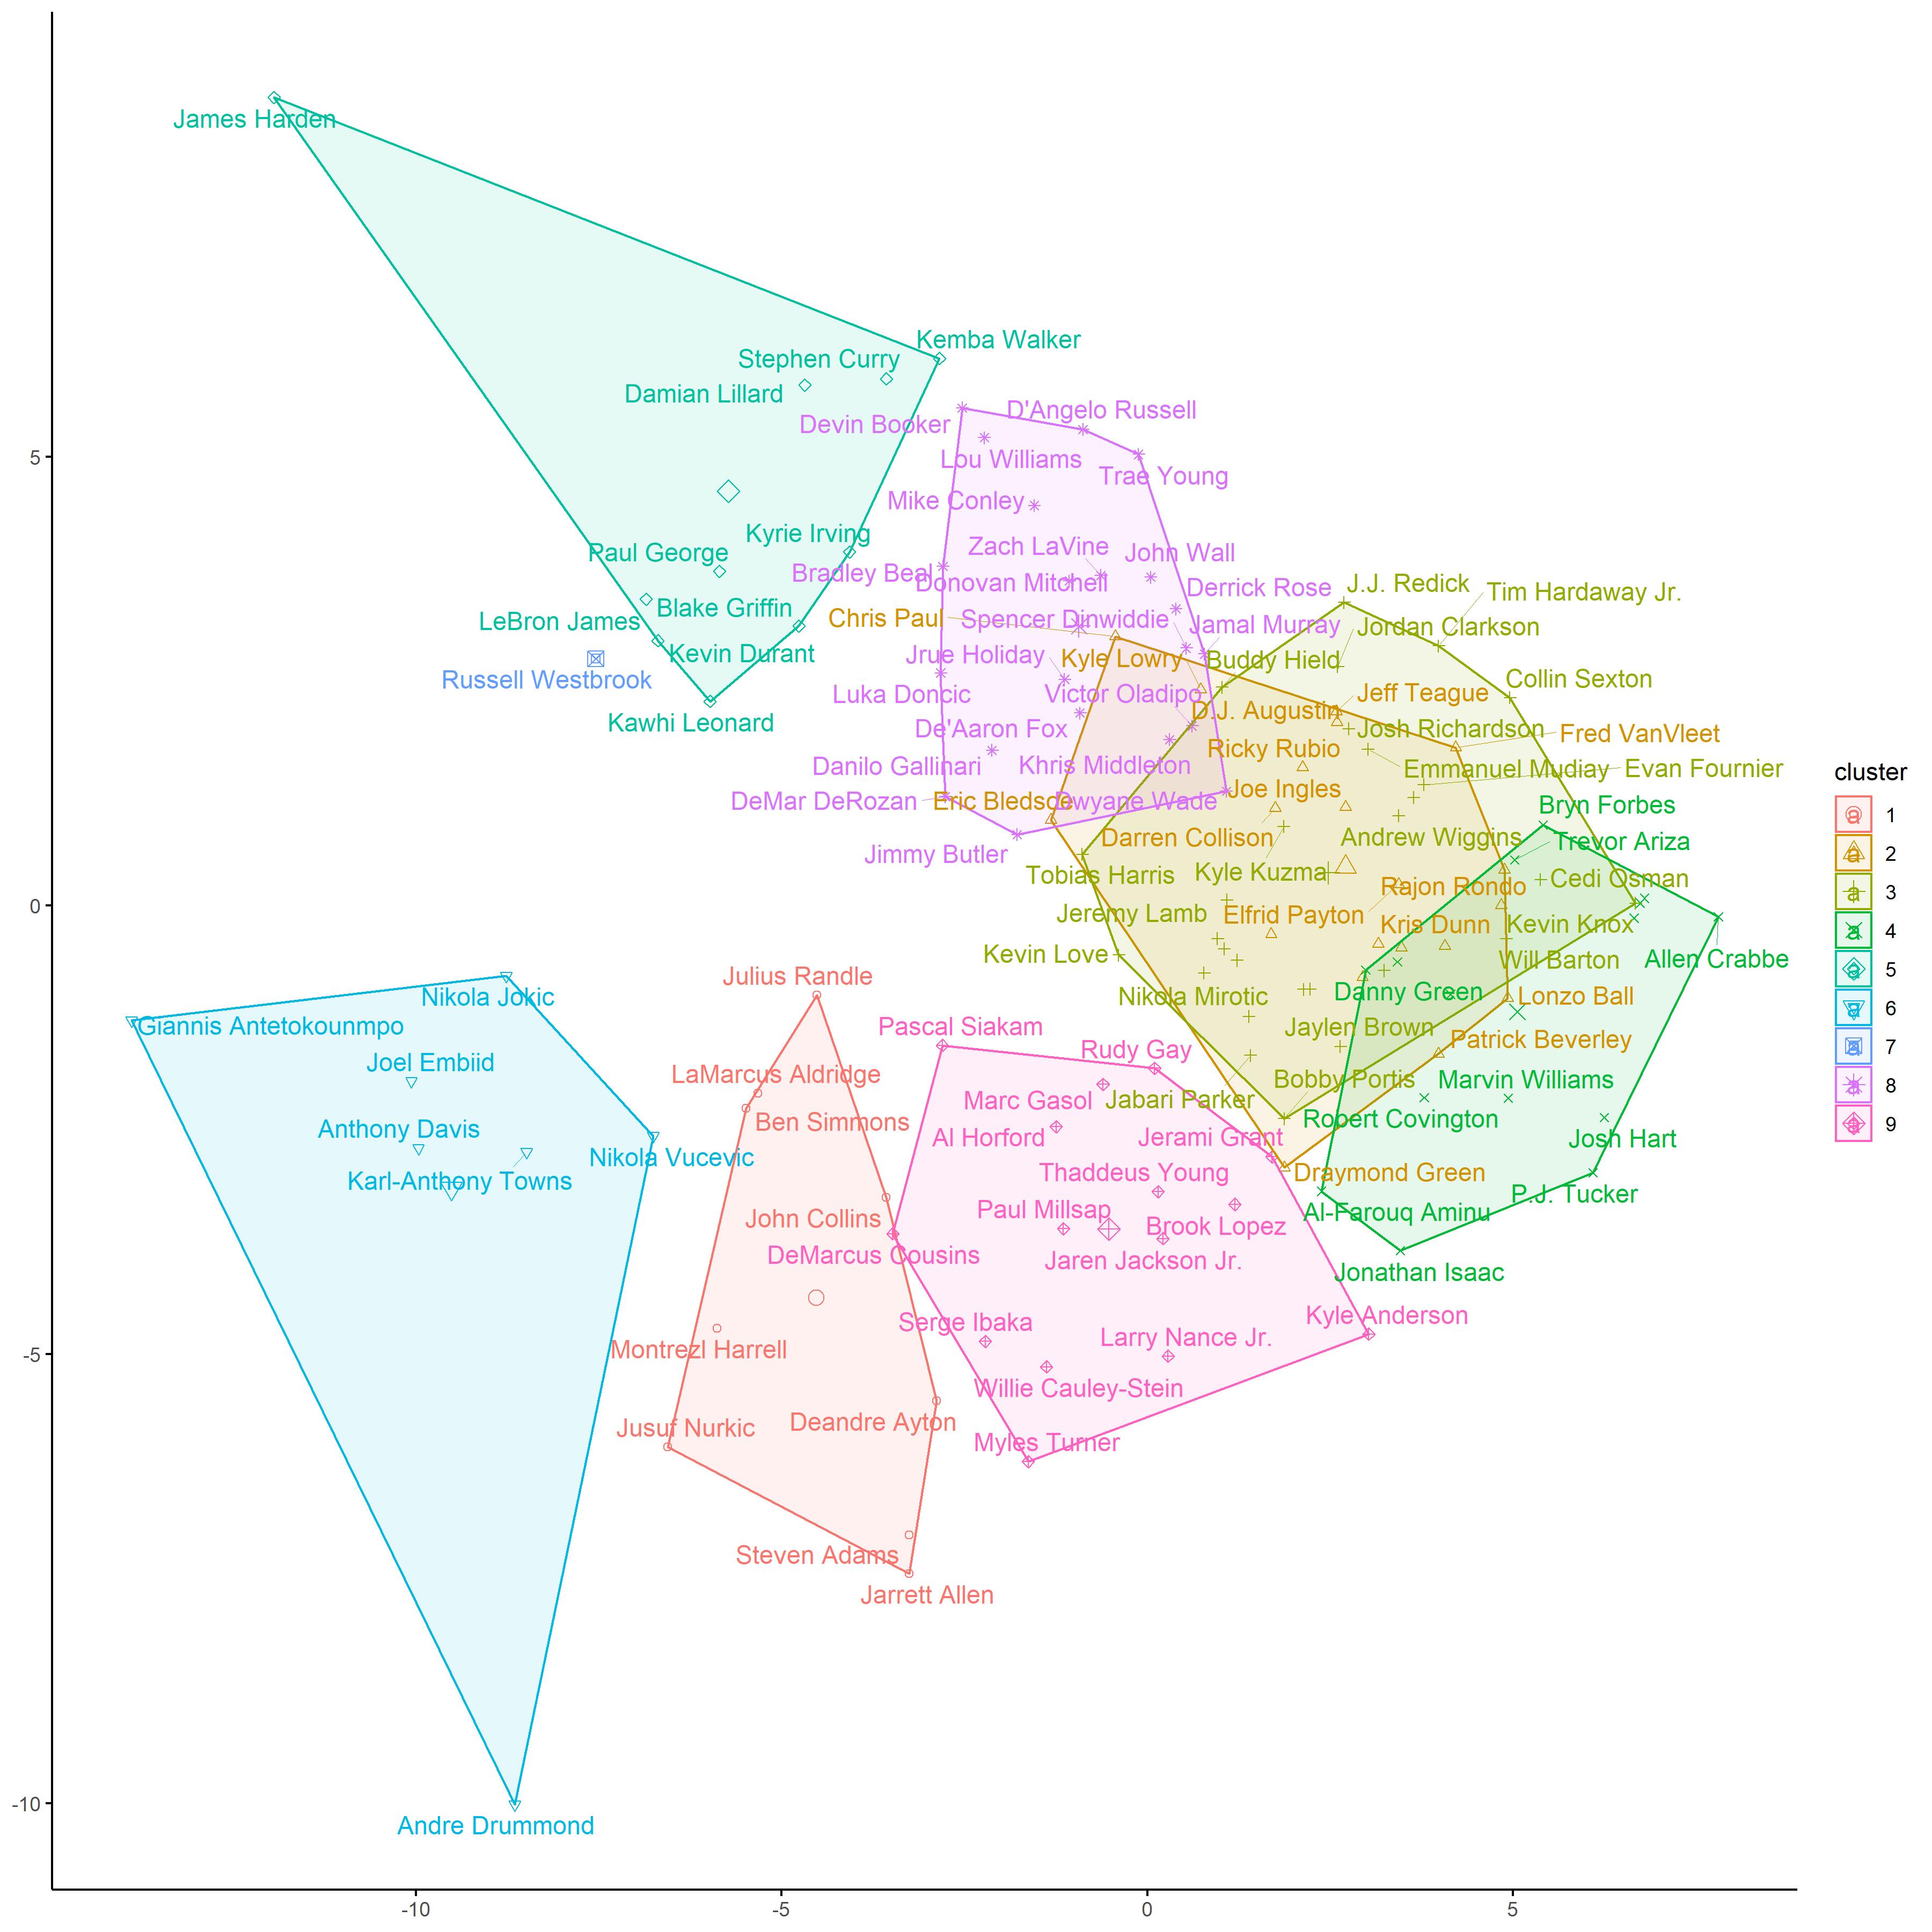 James Harden
Kemba Walker
Stephen Curry
Damian Lillard
D'Angelo Russell
Devin Booker
5
Lou Williams
Trae Young
Mike Conley
Kyrie Irving
Zach LaVine
John Wall
Paul George
Bradley Beal
Donovan Mitchell
Derrick Rose
J.J. Redick
Tim Hardaway Jr.
Blake Griffin
LeBron James
Chris Paul
Spencer Dinwiddie
Jamal Murray
Jordan Clarkson
Kevin Durant
Jrue Holiday
Kyle Lowry
Buddy Hield
Russell Westbrook
Collin Sexton
Luka Doncic
Victor Oladipo
Jeff Teague
Kawhi Leonard
D.J. Augustin
De'Aaron Fox
Josh Richardson
Fred VanVleet
Ricky Rubio
Danilo Gallinari
Khris Middleton
Emmanuel Mudiay
Evan Fournier
cluster
Joe Ingles
DeMar DeRozan
Eric Bledsoe
Dwyane Wade
Bryn Forbes
a 1
Darren Collison
Andrew Wiggins
Trevor Ariza
Jimmy Butler
a 2
Tobias Harris
Kyle Kuzma
Rajon Rondo
Cedi Osman
a 3
0
Jeremy Lamb
Elfrid Payton
Kris Dunn
Kevin Knox
a 4
Kevin Love
Will Barton
Allen Crabbe
a 5
Julius Randle
Nikola Jokic
Nikola Mirotic
Danny Green
Lonzo Ball
a 6
Giannis Antetokounmpo
Pascal Siakam
Jaylen Brown
Patrick Beverley
a 7
Joel Embiid
Rudy Gay
LaMarcus Aldridge
Bobby Portis
Marvin Williams
a 8
Marc Gasol
Jabari Parker
Ben Simmons
Robert Covington
a 9
Anthony Davis
Al Horford
Jerami Grant
Josh Hart
Nikola Vucevic
Karl-Anthony Towns
Thaddeus Young
Draymond Green
P.J. Tucker
Paul Millsap
Al-Farouq Aminu
John Collins
Brook Lopez
DeMarcus Cousins
Jaren Jackson Jr.
Jonathan Isaac
Serge Ibaka
Kyle Anderson
Larry Nance Jr.
-5
Montrezl Harrell
Willie Cauley-Stein
Jusuf Nurkic
Deandre Ayton
Myles Turner
Steven Adams
Jarrett Allen
-10
Andre Drummond
-10
-5
0
5